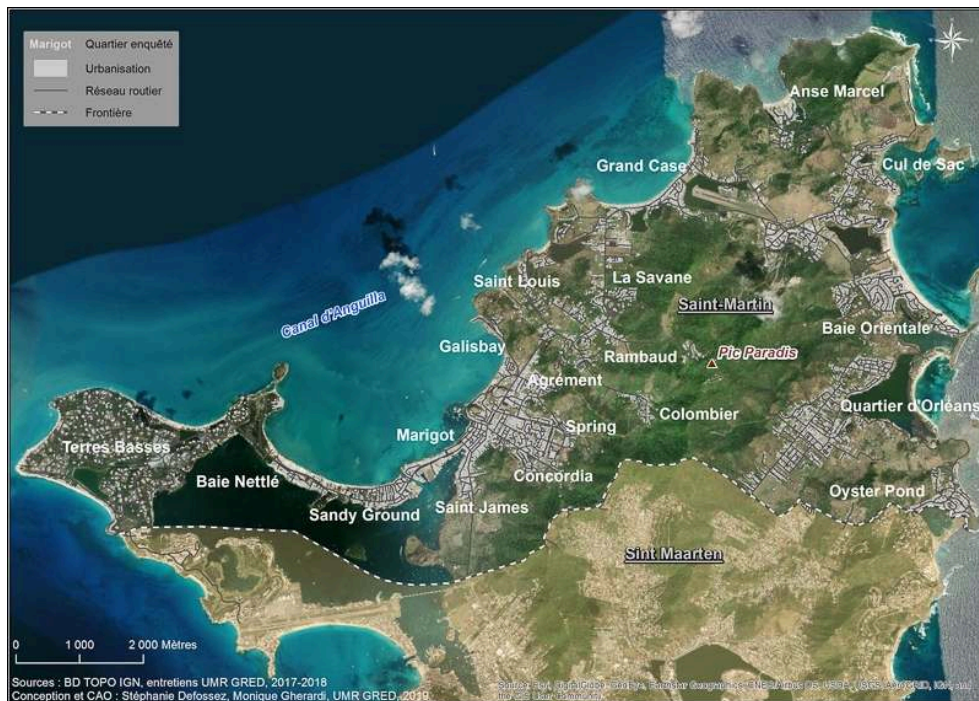 Marigot Quartier enquêté
Urbanisation
Réseau routier
Frontière
Anse Marcel
Grand Case
Cul de Sac
Saint Louis
La Savane
Canal d'Anguilla
Saint-Martin
Baie Orientale
Galisbay
Rambaud
Pic Paradis
Agrément
Colombier
Quartier d'Orléans
Marigot
Spring
Terres Basses
Baie Nettlé
Concordia
Sandy Ground
Saint James
Oyster Pond
Sint Maarten
0 1 000 2 000 Mètres
Sources : BD TOPO IGN, entretiens UMR GRED, 2017-2018
Conception et CAO : Stéphanie Defossez, Monique Gherardi, UMR GRED, 2019